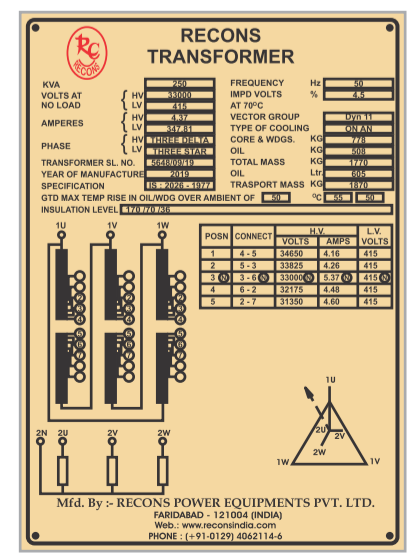 RC
RECONS
RECONS
TRANSFORMER
KVA 250
VOLTS AT NO LOAD { HV 33000
LV 415
AMPERES { HV 4.37
LV 347.81
PHASE { HV THREE DELTA
LV THREE STAR
TRANSFORMER SL. NO. 5648/09/19
YEAR OF MANUFACTURE 2019
SPECIFICATION IS : 2026 - 1977
FREQUENCY Hz 50
IMPD VOLTS % 4.5
AT 70⁰C
VECTOR GROUP Dyn 11
TYPE OF COOLING ON AN
CORE & WDGS. KG 778
OIL KG 508
TOTAL MASS KG 1770
OIL Ltr. 605
TRASPORT MASS KG 1870
GTD MAX TEMP RISE IN OIL/WDG OVER AMBIENT OF 50 ⁰C 55 50
INSULATION LEVEL 170 /70 /36
1U 1V 1W
POSN CONNECT H.V. L.V.
VOLTS AMPS VOLTS
1 4 - 5 34650 4.16 415
2 5 - 3 33825 4.26 415
3 N 3 - 6 N 33000 N 5.37 N 415 N
4 6 - 2 32175 4.48 415
5 2 - 7 31350 4.60 415
2N 2U 2V 2W
1U
2U 2V
2W
1W 1V
Mfd. By :- RECONS POWER EQUIPMENTS PVT. LTD.
FARIDABAD - 121004 (INDIA)
Web.: www.reconsindia.com
PHONE : (+91-0129) 4062114-6